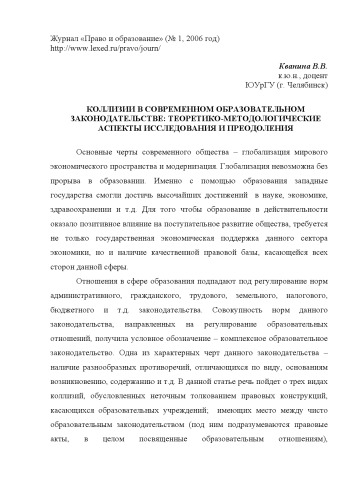 Журнал «Право и образование» (№ 1, 2006 год)
http://www.lexed.ru/pravo/journ/
Кванина В.В.
к.ю.н., доцент
ЮУрГУ (г. Челябинск)
КОЛЛИЗИИ В СОВРЕМЕННОМ ОБРАЗОВАТЕЛЬНОМ
ЗАКОНОДАТЕЛЬСТВЕ: ТЕОРЕТИКО-МЕТОДОЛОГИЧЕСКИЕ
АСПЕКТЫ ИССЛЕДОВАНИЯ И ПРЕОДОЛЕНИЯ
Основные черты современного общества – глобализация мирового
экономического пространства и модернизация. Глобализация невозможна без
прорыва в образовании. Именно с помощью образования западные
государства смогли достичь высочайших достижений в науке, экономике,
здравоохранении и т.д. Для того чтобы образование в действительности
оказало позитивное влияние на поступательное развитие общества, требуется
не только государственная экономическая поддержка данного сектора
экономики, но и наличие качественной правовой базы, касающейся всех
сторон данной сферы.
Отношения в сфере образования подпадают под регулирование норм
административного, гражданского, трудового, земельного, налогового,
бюджетного и т.д. законодательства. Совокупность норм данного
законодательства, направленных на регулирование образовательных
отношений, получила условное обозначение – комплексное образовательное
законодательство. Одна из характерных черт данного законодательства –
наличие разнообразных противоречий, отличающихся по виду, основаниям
возникновению, содержанию и т.д. В данной статье речь пойдет о трех видах
коллизий, обусловленных неточным толкованием правовых конструкций,
касающихся образовательных учреждений; имеющих место между чисто
образовательным законодательством (под ним подразумеваются правовые
акты, в целом посвященные образовательным отношениям),